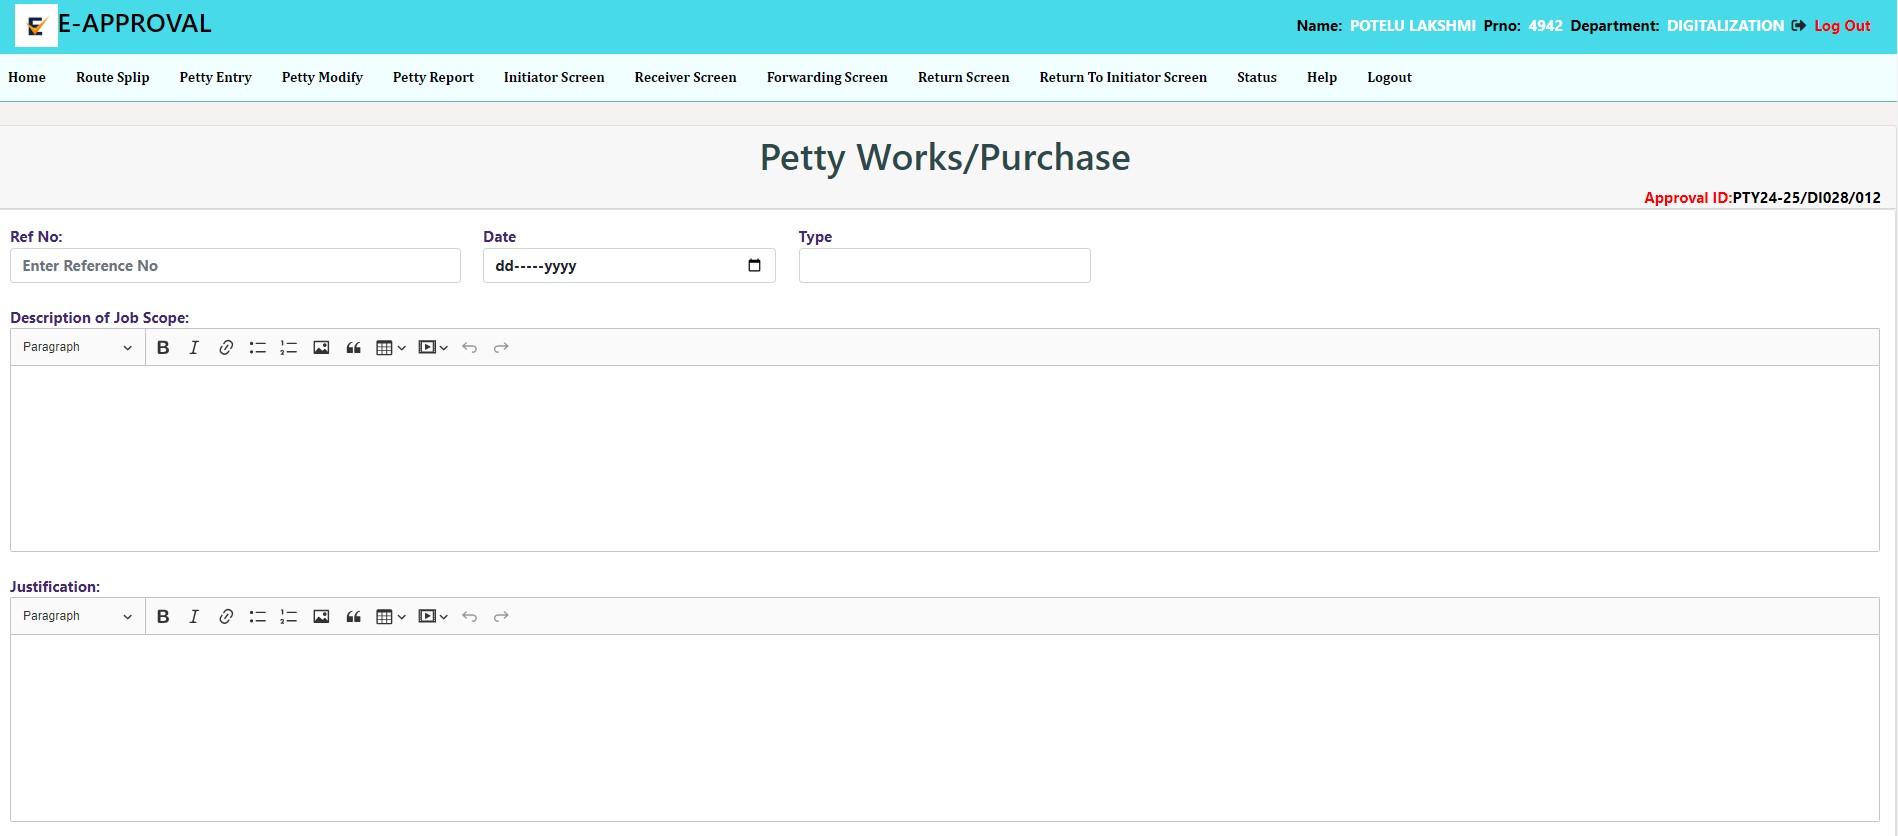 E-APPROVAL
Name: POTELU LAKSHMI Prno: 4942 Department: DIGITALIZATION Log Out
Home Route Splip Petty Entry Petty Modify Petty Report Initiator Screen Receiver Screen Forwarding Screen Return Screen Return To Initiator Screen Status Help Logout
Petty Works/Purchase
Approval ID:PTY24-25/DI028/012
Ref No: Date Type
Enter Reference No dd-----yyyy
Description of Job Scope:
Paragraph
Justification:
Paragraph